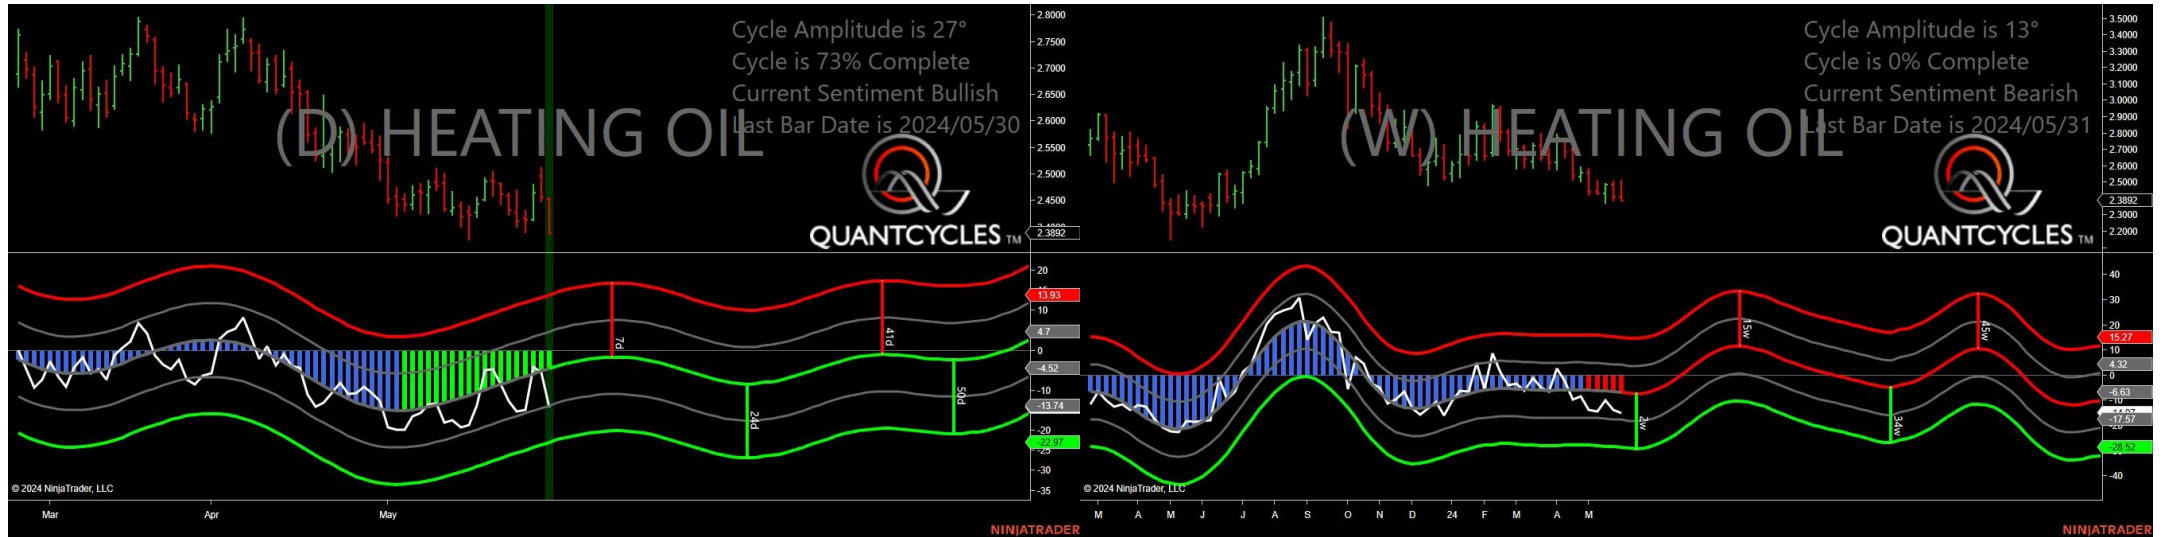 Cycle Amplitude is 27°
Cycle is 73% Complete
Current Sentiment Bullish
Last Bar Date is 2024/05/30
(D) HEATING OIL
QUANTCYCLES TM
2.8000
2.7500
2.7000
2.6500
2.6000
2.5500
2.5000
2.4500
2.3892
20
13.93
10
4.7
0
-4.52
-10
-13.74
-20
-22.97
-25
-30
-35
7d
24d
41d
50d
© 2024 NinjaTrader, LLC
Mar Apr May
NINJATRADER
Cycle Amplitude is 13°
Cycle is 0% Complete
Current Sentiment Bearish
Last Bar Date is 2024/05/31
(W) HEATING OIL
QUANTCYCLES TM
3.5000
3.4000
3.3000
3.2000
3.1000
3.0000
2.9000
2.8000
2.7000
2.6000
2.5000
2.3892
2.3000
2.2000
40
30
20
15.27
10
4.32
0
-6.63
-10
-17.57
-28.52
-40
2w
15w
34w
45w
© 2024 NinjaTrader, LLC
M A M J J A S O N D 24 F M A M
NINJATRADER